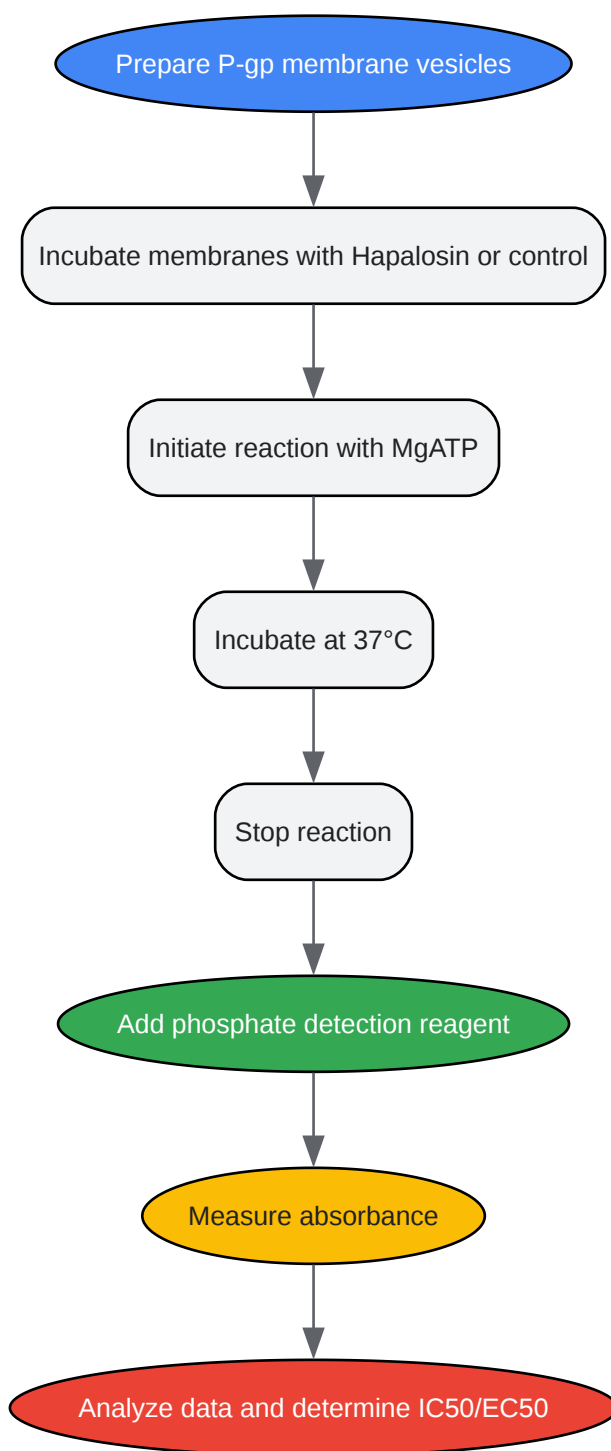 Prepare P-gp membrane vesicles
Incubate membranes with Hapalosin or control
Initiate reaction with MgATP
Incubate at 37°C
Stop reaction
Add phosphate detection reagent
Measure absorbance
Analyze data and determine IC50/EC50